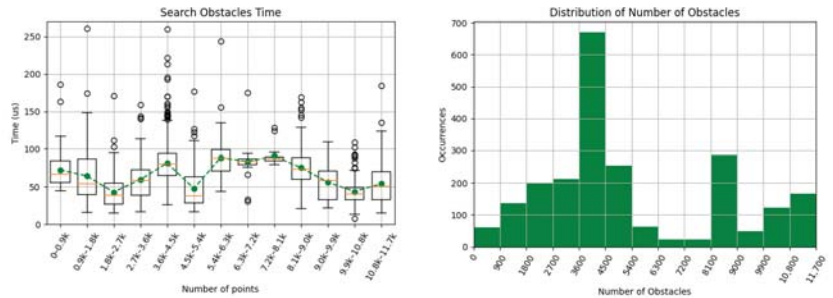 Search Obstacles Time
250
200
150
100
50
0
Time (us)
0-0.9k
0.9k-1.8k
1.8k-2.7k
2.7k-3.6k
3.6k-4.5k
4.5k-5.4k
5.4k-6.3k
6.3k-7.2k
7.2k-8.1k
8.1k-9.0k
9.0k-9.9k
9.9k-10.8k
10.8k-11.7k
Number of points
Distribution of Number of Obstacles
700
600
500
400
300
200
100
0
Occurrences
0
900
1800
2700
3600
4500
5400
6300
7200
8100
9000
9900
10.800
11.700
Number of Obstacles